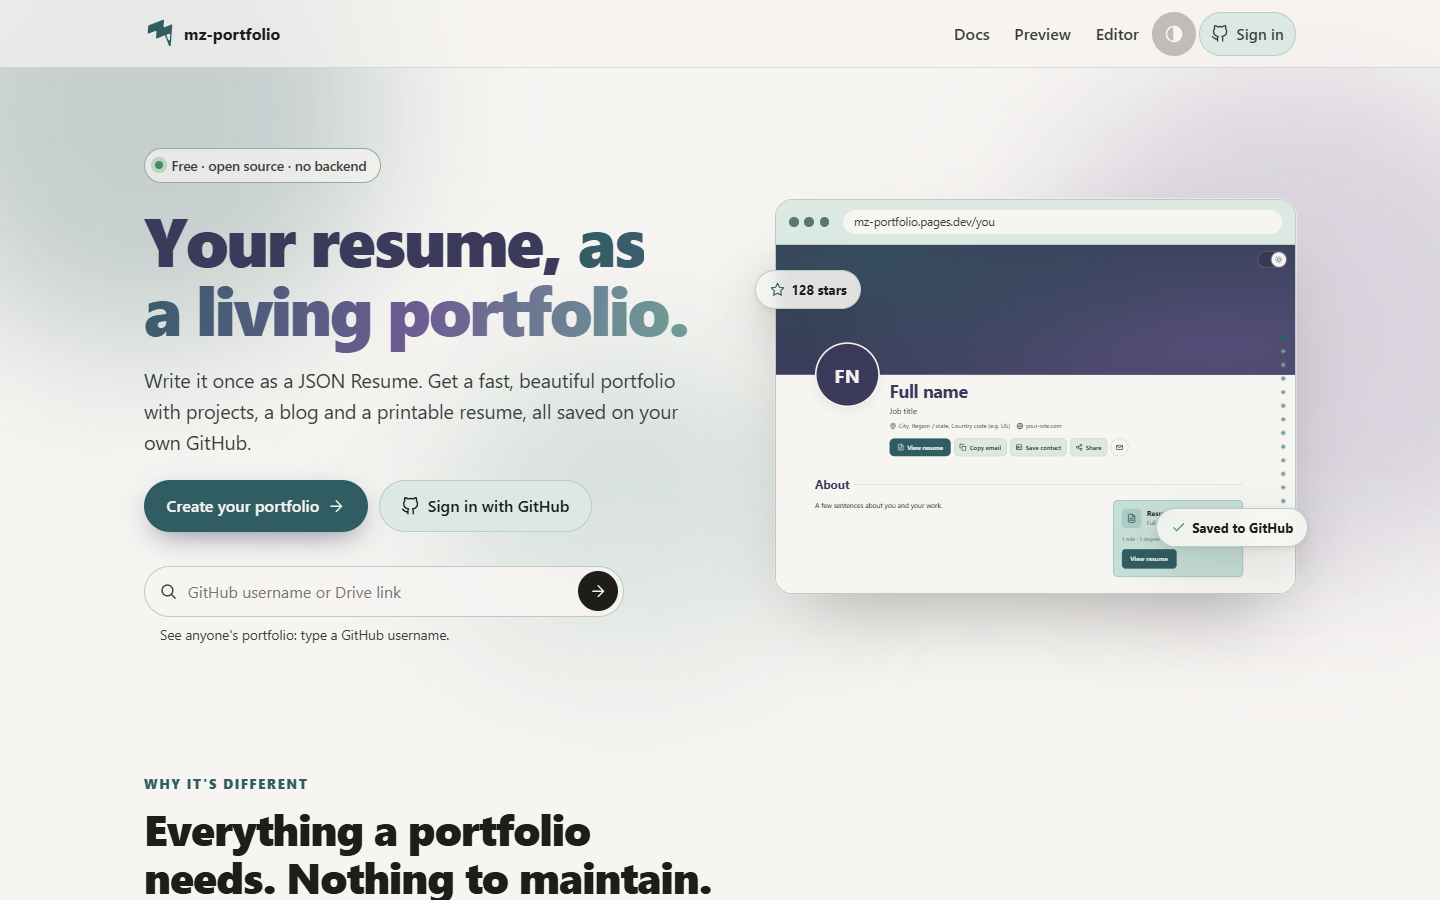 mz-portfolio
Docs
Preview
Editor
Sign in
Free · open source · no backend
Your resume, as
a living portfolio.
Write it once as a JSON Resume. Get a fast, beautiful portfolio
with projects, a blog and a printable resume, all saved on your
own GitHub.
Create your portfolio
Sign in with GitHub
GitHub username or Drive link
See anyone's portfolio: type a GitHub username.
mz-portfolio.pages.dev/you
128 stars
FN
Full name
Job title
City, Region / state, Country code (e.g. US)
your-site.com
View resume
Copy email
Save contact
Share
About
A few sentences about you and your work.
Saved to GitHub
View resume
WHY IT'S DIFFERENT
Everything a portfolio
needs. Nothing to maintain.